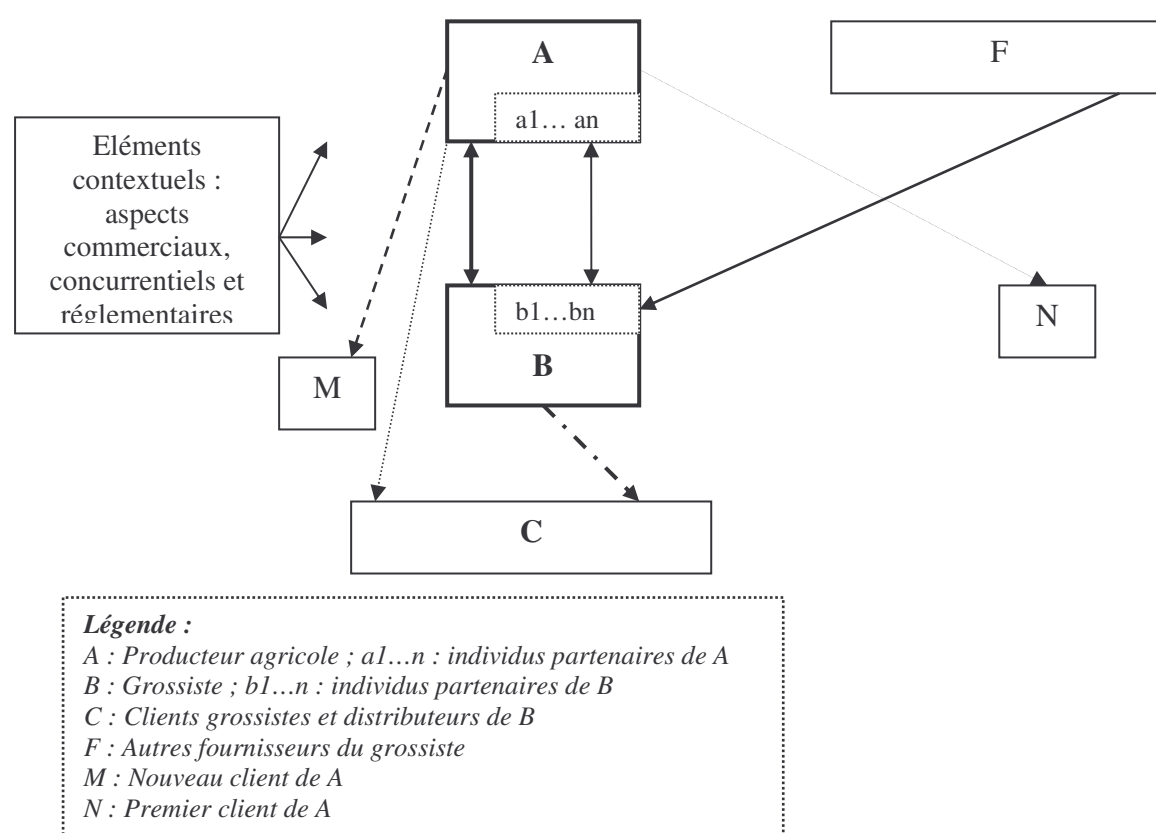 A
a1… an
F
Eléments
contextuels :
aspects
commerciaux,
concurrentiels et
réglementaires
b1…bn
B
N
M
C
Légende :
A : Producteur agricole ; a1…n : individus partenaires de A
B : Grossiste ; b1…n : individus partenaires de B
C : Clients grossistes et distributeurs de B
F : Autres fournisseurs du grossiste
M : Nouveau client de A
N : Premier client de A